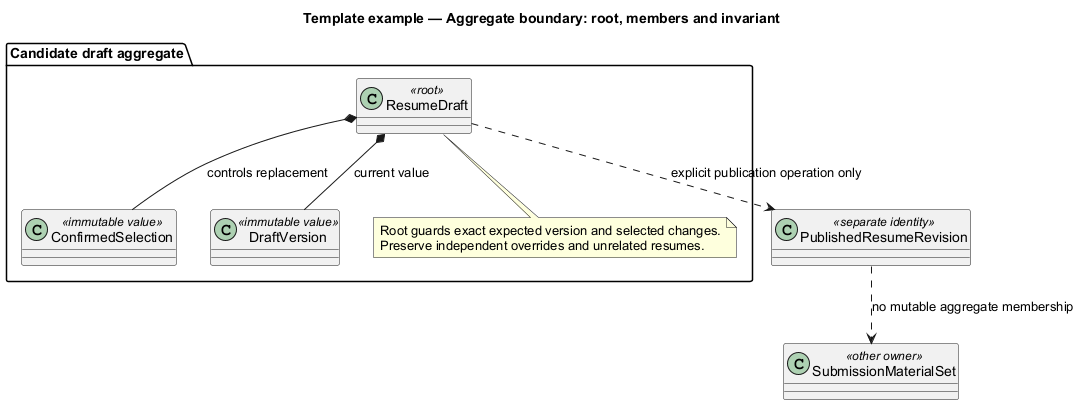 Template example — Aggregate boundary: root, members and invariant
Candidate draft aggregate
«root»
C
ResumeDraft
controls replacement
current value
explicit publication operation only
«immutable value»
C
ConfirmedSelection
«immutable value»
C
DraftVersion
Root guards exact expected version and selected changes.
Preserve independent overrides and unrelated resumes.
«separate identity»
C
PublishedResumeRevision
no mutable aggregate membership
«other owner»
C
SubmissionMaterialSet